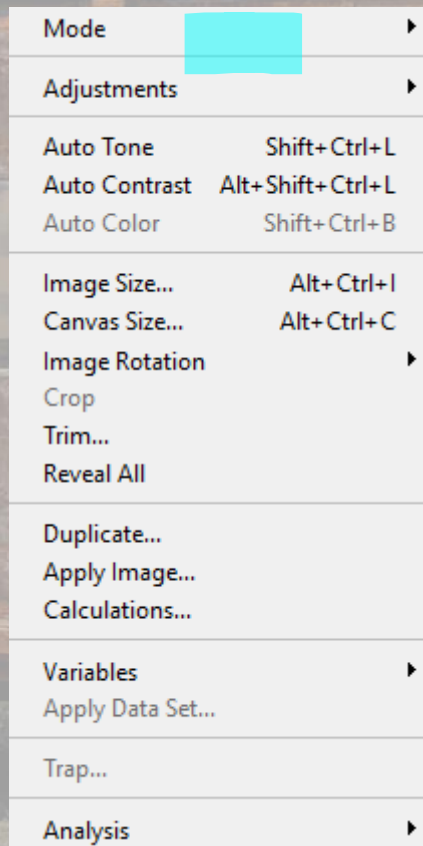 Mode
Adjustments
Auto Tone Shift+Ctrl+L
Auto Contrast Alt+Shift+Ctrl+L
Auto Color Shift+Ctrl+B
Image Size... Alt+Ctrl+I
Canvas Size... Alt+Ctrl+C
Image Rotation
Crop
Trim...
Reveal All
Duplicate...
Apply Image...
Calculations...
Variables
Apply Data Set...
Trap...
Analysis